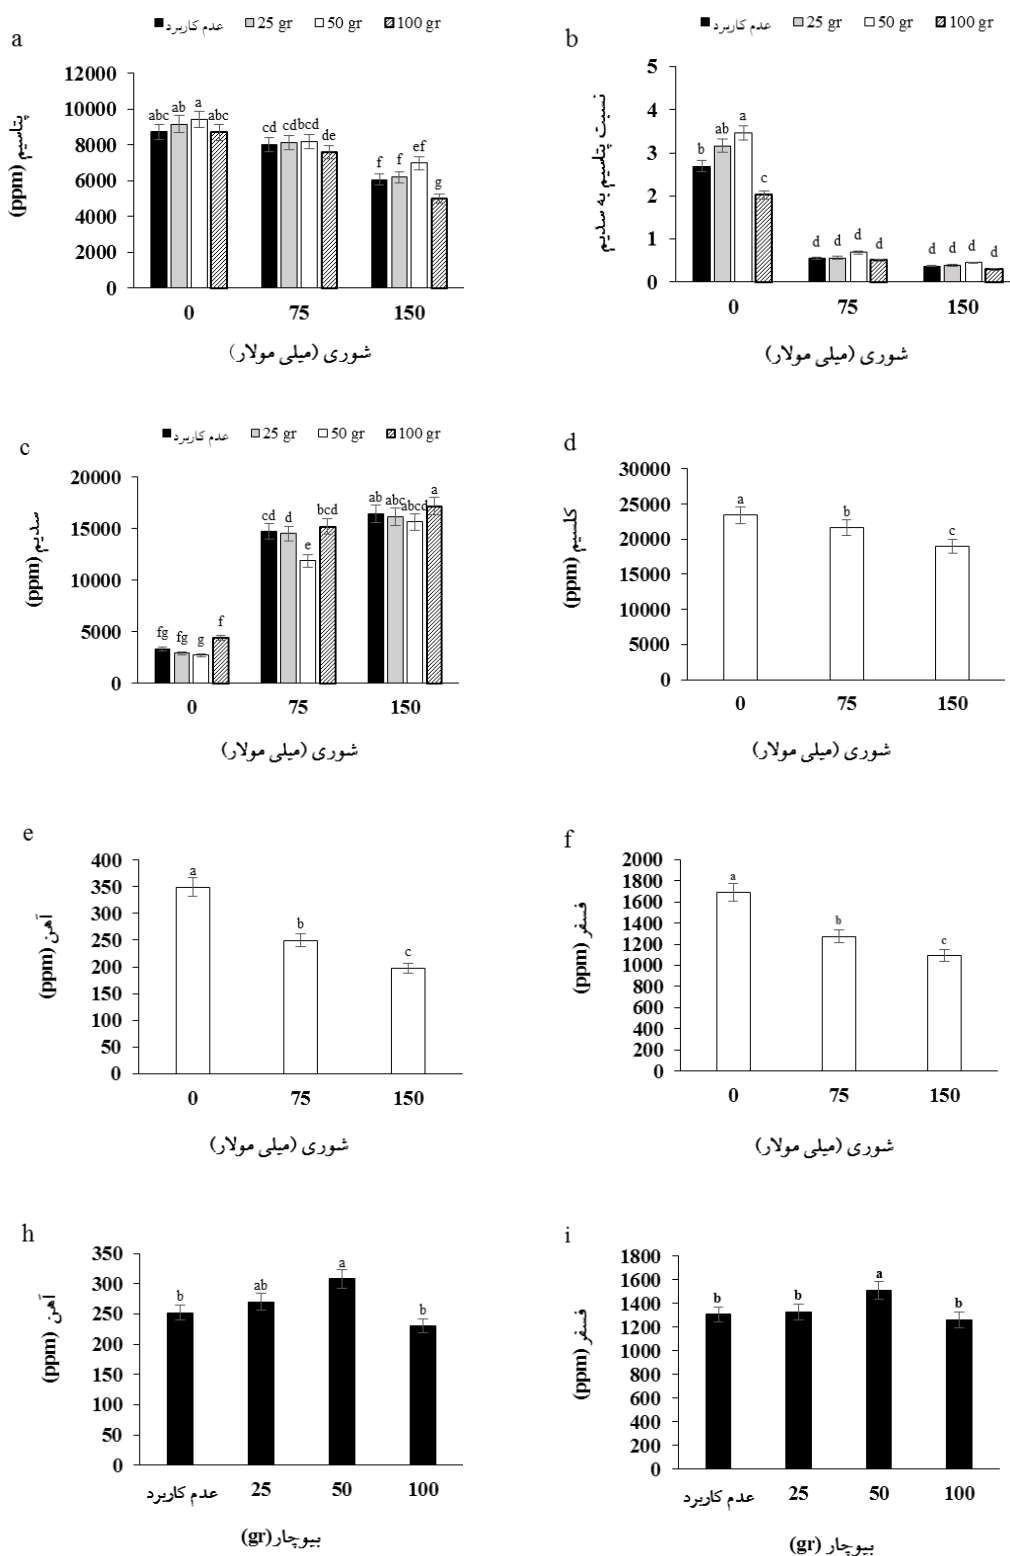 a
■عدم کاربرد □25 gr □50 gr ▨100 gr
پتاسیم (ppm)
12000
10000
8000
6000
4000
2000
0
abc ab a abc
cd cd bcd de
f f ef g
0 75 150
شوری (میلی مولار)
b
■عدم کاربرد □25 gr □50 gr ▨100 gr
نسبت پتاسیم به سدیم
5
4
3
2
1
0
b ab a c
d d d d
d d d d
0 75 150
شوری (میلی مولار)
c
■عدم کاربرد □25 gr □50 gr ▨100 gr
سدیم (ppm)
20000
15000
10000
5000
0
fg fg g f
cd d e bcd
ab abc abcd a
0 75 150
شوری (میلی مولار)
d
کلسیم (ppm)
30000
25000
20000
15000
10000
5000
0
a b c
0 75 150
شوری (میلی مولار)
e
آهن (ppm)
400
350
300
250
200
150
100
50
0
a b c
0 75 150
شوری (میلی مولار)
f
فسفر (ppm)
2000
1800
1600
1400
1200
1000
800
600
400
200
0
a b c
0 75 150
شوری (میلی مولار)
h
آهن (ppm)
350
300
250
200
150
100
50
0
b ab a b
عدم کاربرد 25 50 100
بیوچار(gr)
i
فسفر (ppm)
1800
1600
1400
1200
1000
800
600
400
200
0
b b a b
عدم کاربرد 25 50 100
بیوچار (gr)